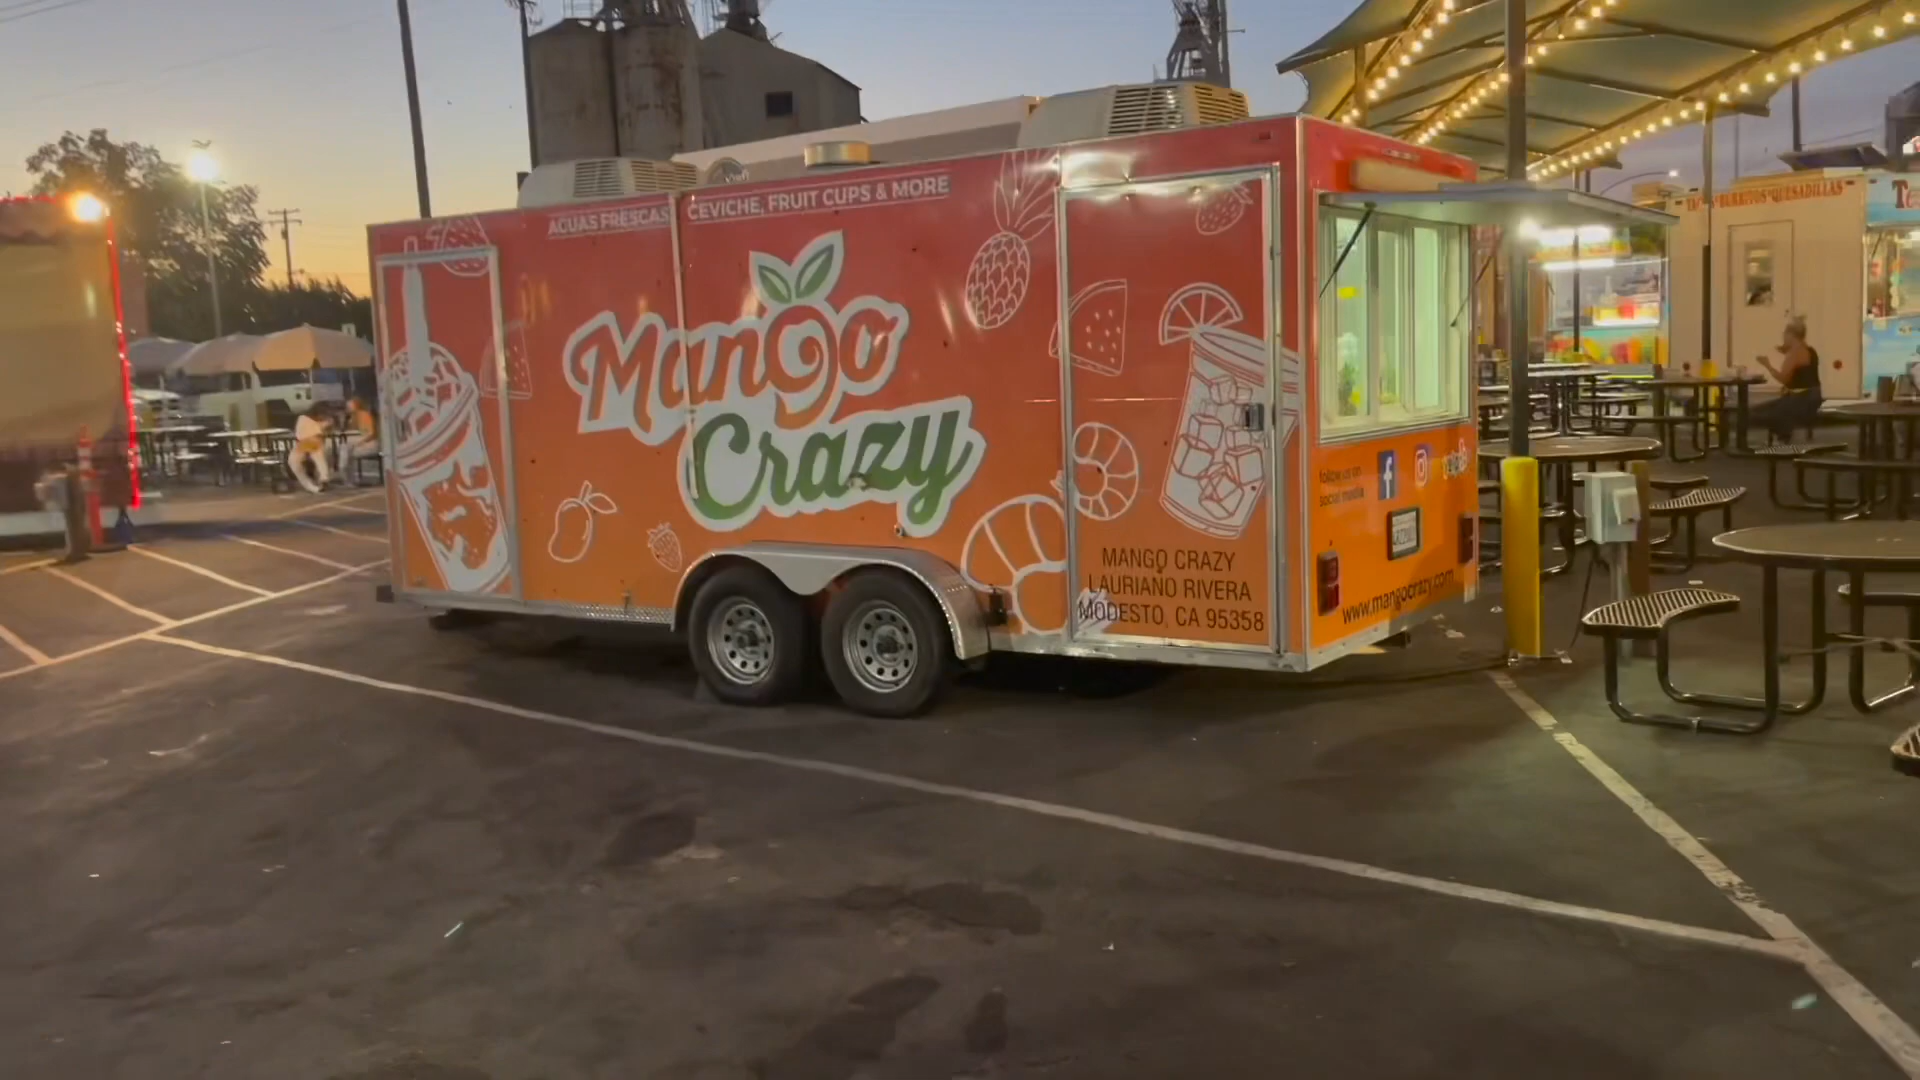 AGUAS FRESCAS CEVICHE, FRUIT CUPS & MORE
Mango
Crazy
MANGO CRAZY
LAURIANO RIVERA
MODESTO, CA 95358
follow us on
social media
yelp
www.mangocrazy.com
BURRITOS*QUESADILLAS